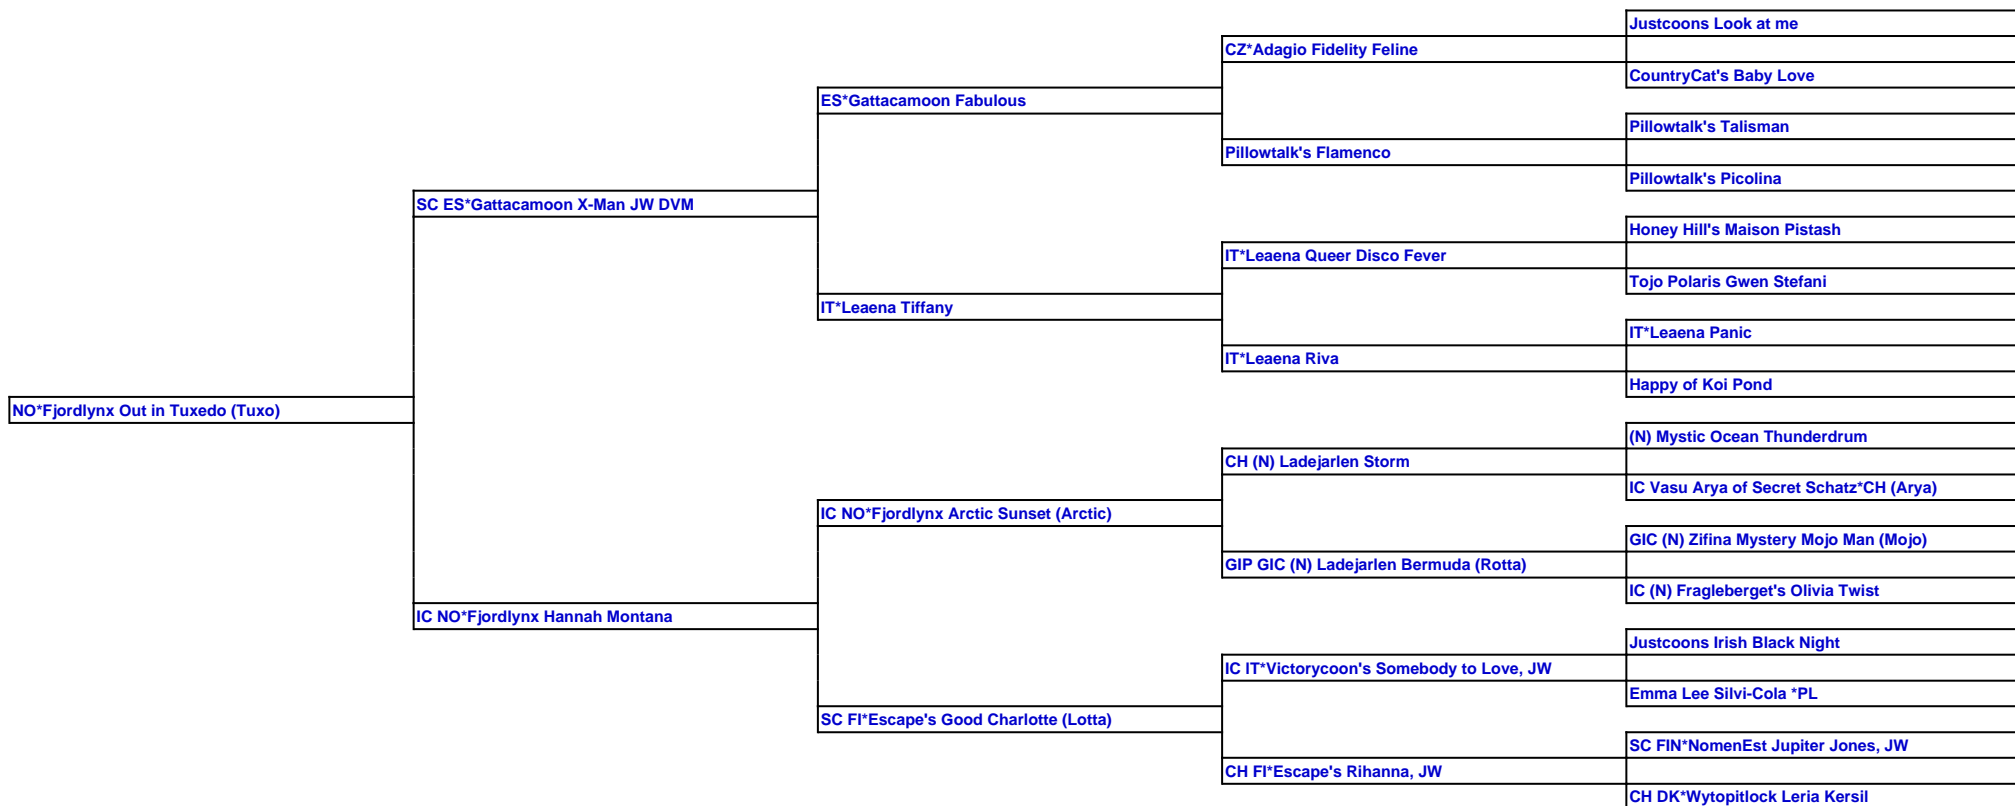 Justcoons Look at me
CZ*Adagio Fidelity Feline
CountryCat's Baby Love
ES*Gattacamoon Fabulous
Pillowtalk's Talisman
Pillowtalk's Flamenco
Pillowtalk's Picolina
SC ES*Gattacamoon X-Man JW DVM
Honey Hill's Maison Pistash
IT*Leaena Queer Disco Fever
Tojo Polaris Gwen Stefani
IT*Leaena Tiffany
IT*Leaena Panic
IT*Leaena Riva
Happy of Koi Pond
NO*Fjordlynx Out in Tuxedo (Tuxo)
(N) Mystic Ocean Thunderdrum
CH (N) Ladejarlen Storm
IC Vasu Arya of Secret Schatz*CH (Arya)
IC NO*Fjordlynx Arctic Sunset (Arctic)
GIC (N) Zifina Mystery Mojo Man (Mojo)
GIP GIC (N) Ladejarlen Bermuda (Rotta)
IC (N) Fragleberget's Olivia Twist
IC NO*Fjordlynx Hannah Montana
Justcoons Irish Black Night
IC IT*Victorycoon's Somebody to Love, JW
Emma Lee Silvi-Cola *PL
SC FI*Escape's Good Charlotte (Lotta)
SC FIN*NomenEst Jupiter Jones, JW
CH FI*Escape's Rihanna, JW
CH DK*Wytopitlock Leria Kersil